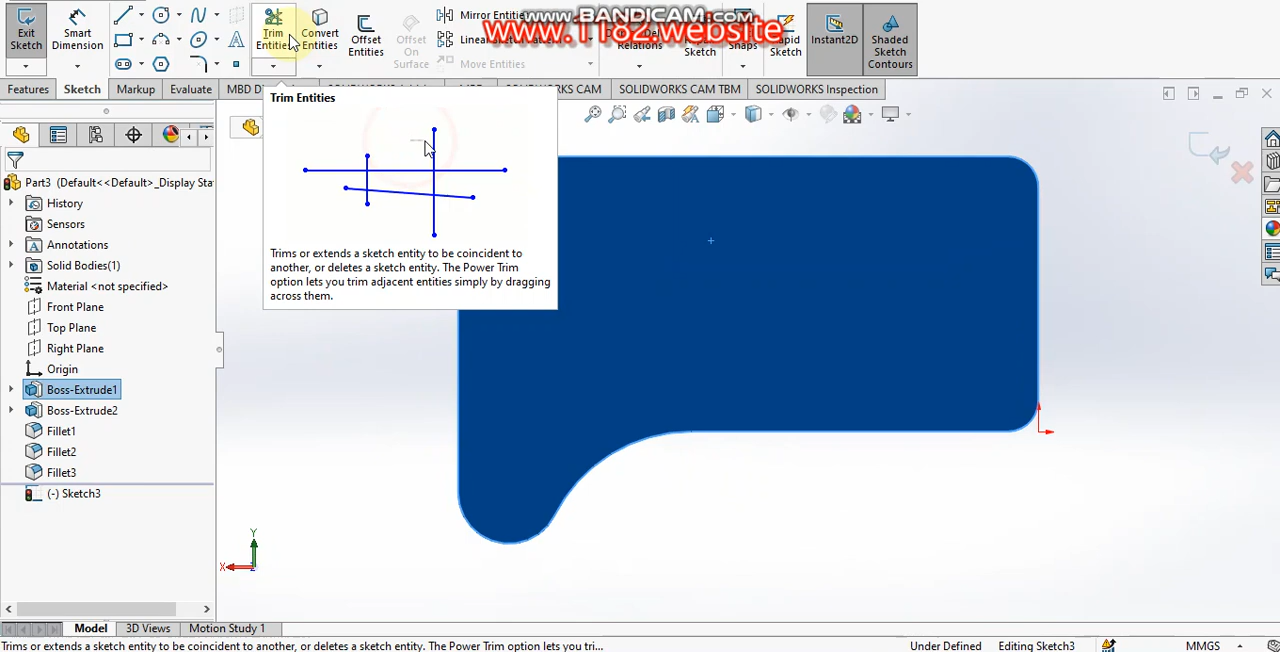 www.BANDICAM.com
www.1182.website
Exit Sketch
Smart Dimension
Trim Entities
Convert Entities
Offset Entities
Offset On Surface
Mirror Entities
Move Entities
Relations
Sketch
Snaps
Rapid Sketch
Instant2D
Shaded Sketch Contours
Features
Sketch
Markup
Evaluate
MBD
SOLIDWORKS CAM
SOLIDWORKS CAM TBM
SOLIDWORKS Inspection
Trim Entities
Trims or extends a sketch entity to be coincident to
another, or deletes a sketch entity. The Power Trim
option lets you trim adjacent entities simply by dragging
across them.
Part3 (Default<<Default>_Display Sta
History
Sensors
Annotations
Solid Bodies(1)
Material <not specified>
Front Plane
Top Plane
Right Plane
Origin
Boss-Extrude1
Boss-Extrude2
Fillet1
Fillet2
Fillet3
(-) Sketch3
Y
X
Model
3D Views
Motion Study 1
Trims or extends a sketch entity to be coincident to another, or deletes a sketch entity. The Power Trim option lets you tri...
Under Defined
Editing Sketch3
MMGS